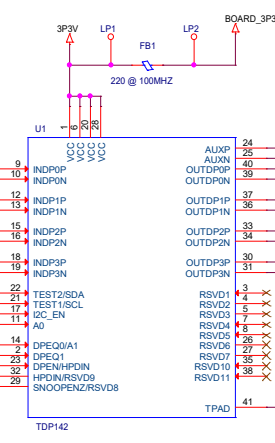 3P3V LP1 LP2 BOARD_3P3
FB1
220 @ 100MHZ
U1
1 6 20 28
VCC VCC VCC VCC
24 AUXP
25 AUXN
9 INDP0P OUTDP0P 40
10 INDP0N OUTDP0N 39
12 INDP1P OUTDP1P 37
13 INDP1N OUTDP1N 36
15 INDP2P OUTDP2P 33
16 INDP2N OUTDP2N 34
18 INDP3P OUTDP3P 30
19 INDP3N OUTDP3N 31
22 TEST2/SDA RSVD1 3
21 TEST1/SCL RSVD2 4
17 I2C_EN RSVD3 5
11 A0 RSVD4 7
RSVD5 8
14 DPEQ0/A1 RSVD6 26
2 DPEQ1 RSVD7 27
23 DPEN/HPDIN RSVD10 35
32 HPDIN/RSVD9 RSVD11 38
29 SNOOPENZ/RSVD8
TPAD 41
TDP142